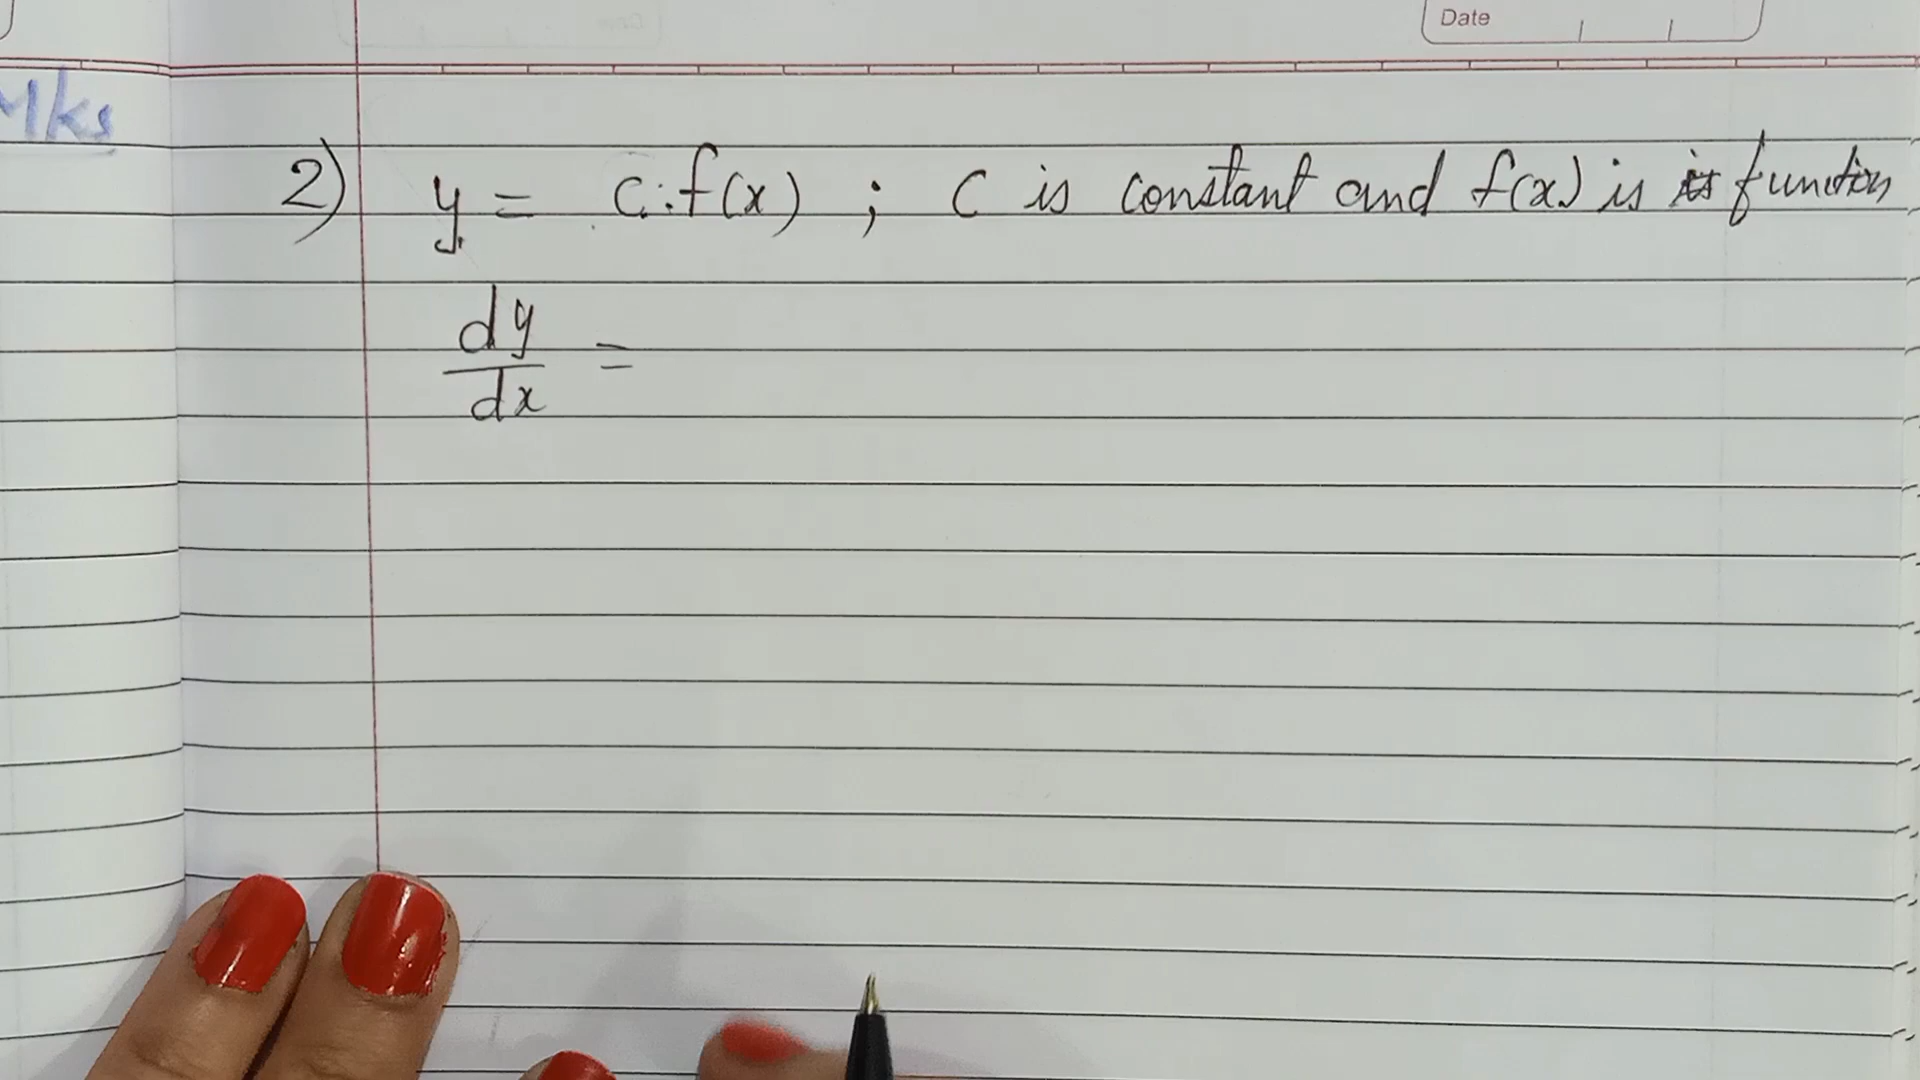 Date
Mks
2) y = c.f(x) ; c is constant and f(x) is function
dy/dx =